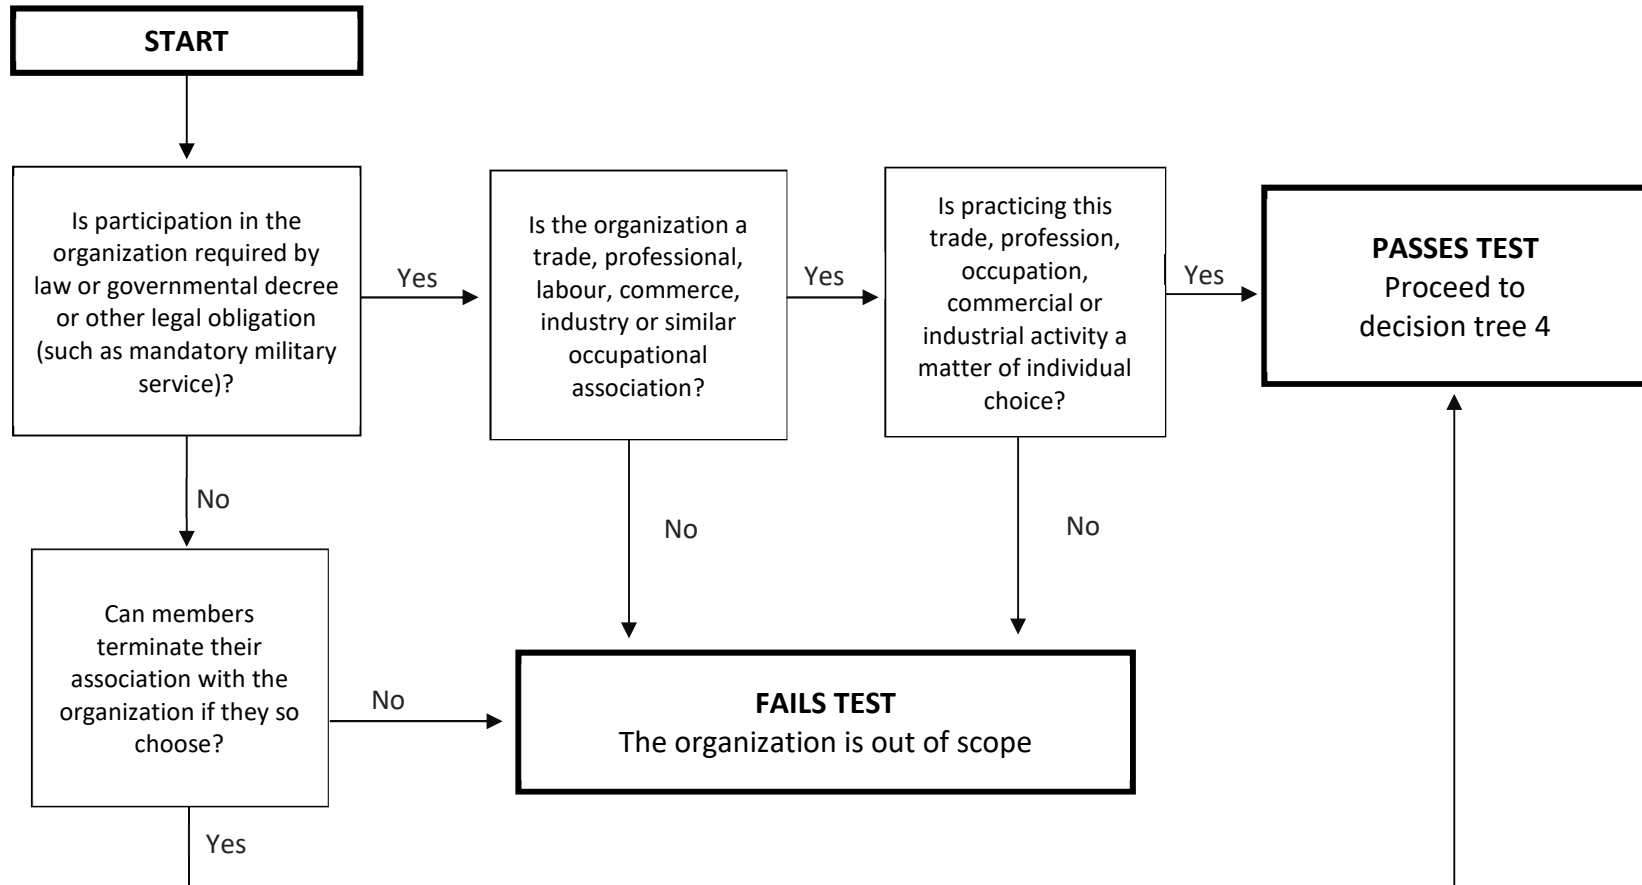 START
Is participation in the
organization required by
law or governmental decree
or other legal obligation
(such as mandatory military
service)?
Yes
Is the organization a
trade, professional,
labour, commerce,
industry or similar
occupational
association?
Yes
Is practicing this
trade, profession,
occupation,
commercial or
industrial activity a
matter of individual
choice?
Yes
PASSES TEST
Proceed to
decision tree 4
No
No
No
Can members
terminate their
association with the
organization if they so
choose?
No
FAILS TEST
The organization is out of scope
Yes